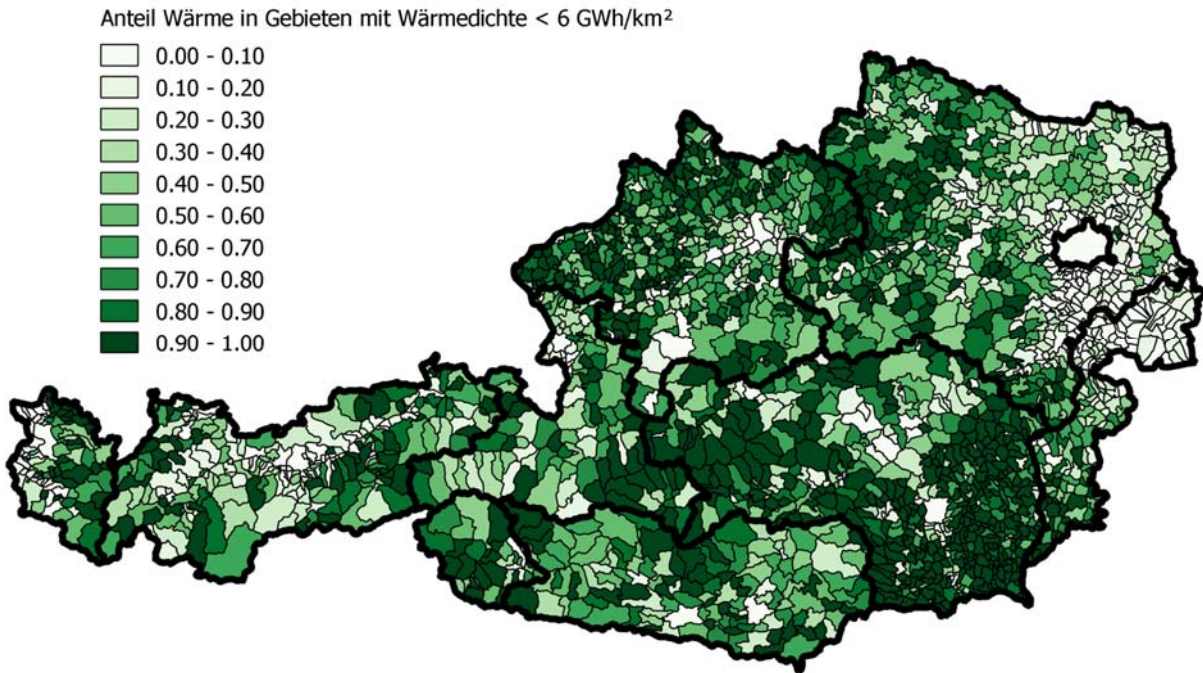 Anteil Wärme in Gebieten mit Wärmedichte < 6 GWh/km²
0.00 - 0.10
0.10 - 0.20
0.20 - 0.30
0.30 - 0.40
0.40 - 0.50
0.50 - 0.60
0.60 - 0.70
0.70 - 0.80
0.80 - 0.90
0.90 - 1.00